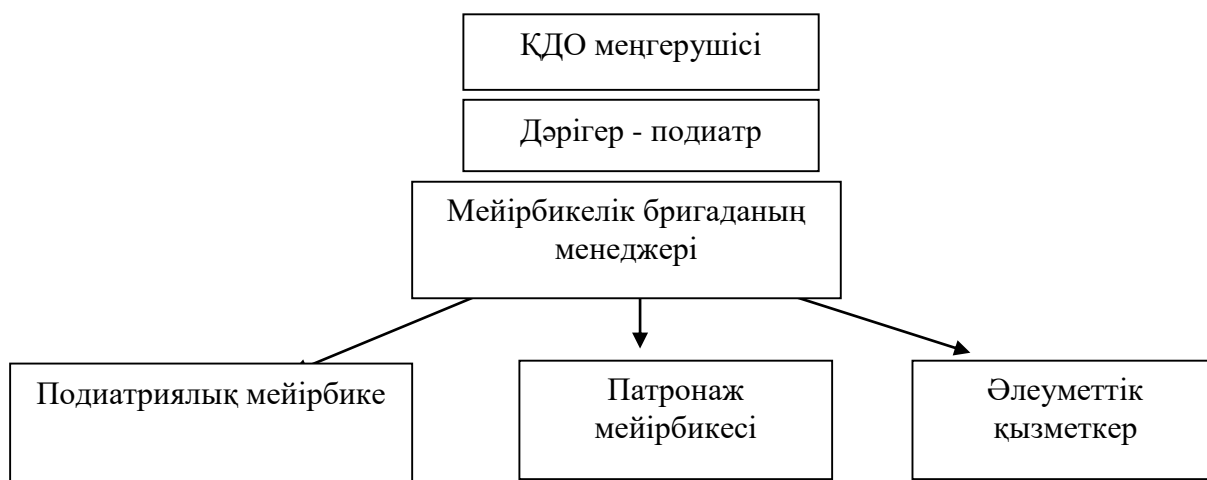 ҚДО меңгерушісі
Дәрігер - подиатр
Мейірбикелік бригаданың
менеджері
Подиатриялық мейірбике
Патронаж
мейірбикесі
Әлеуметтік
қызметкер